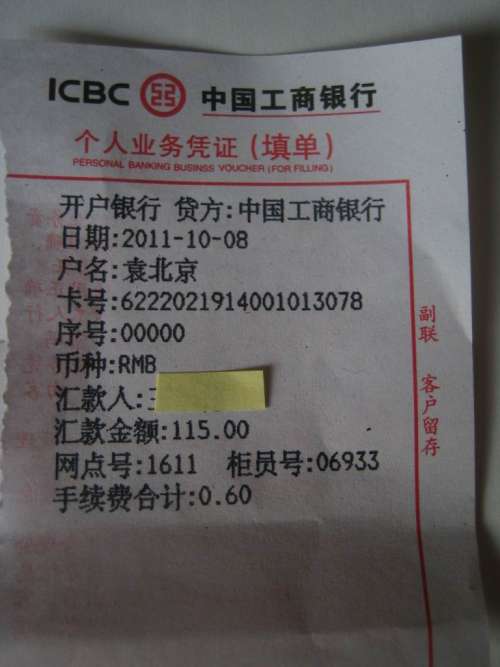 ICBC 中国工商银行
个人业务凭证(填单)
PERSONAL BANKING BUSINSS VOUCHER (FOR FILLING)
开户银行 贷方:中国工商银行
日期:2011-10-08
户名:袁北京
卡号:6222021914001013078
序号:00000
币种:RMB
汇款人:
汇款金额:115.00
网点号:1611 柜员号:06933
手续费合计:0.60
副联 客户留存